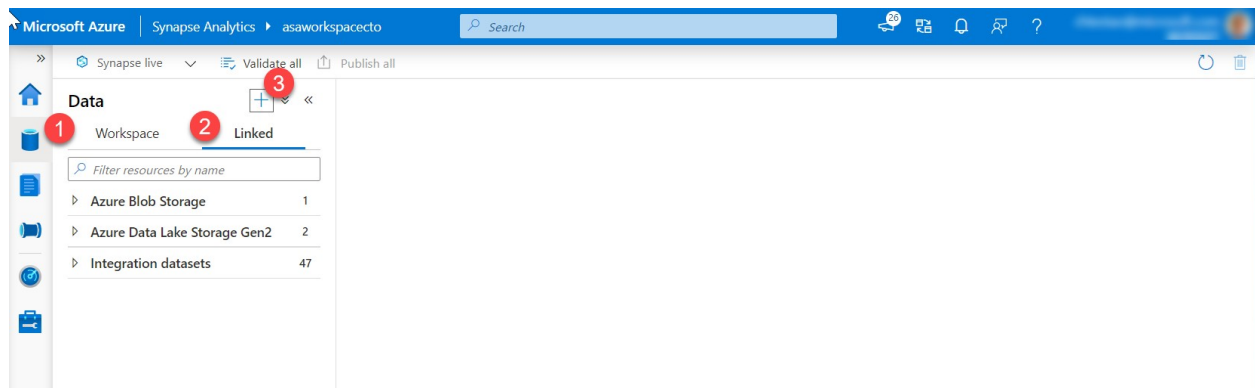 Microsoft Azure Synapse Analytics asaworkspacecto Search 26 ?
Synapse live Validate all Publish all
3
Data
1 Workspace 2 Linked
Filter resources by name
Azure Blob Storage 1
Azure Data Lake Storage Gen2 2
Integration datasets 47